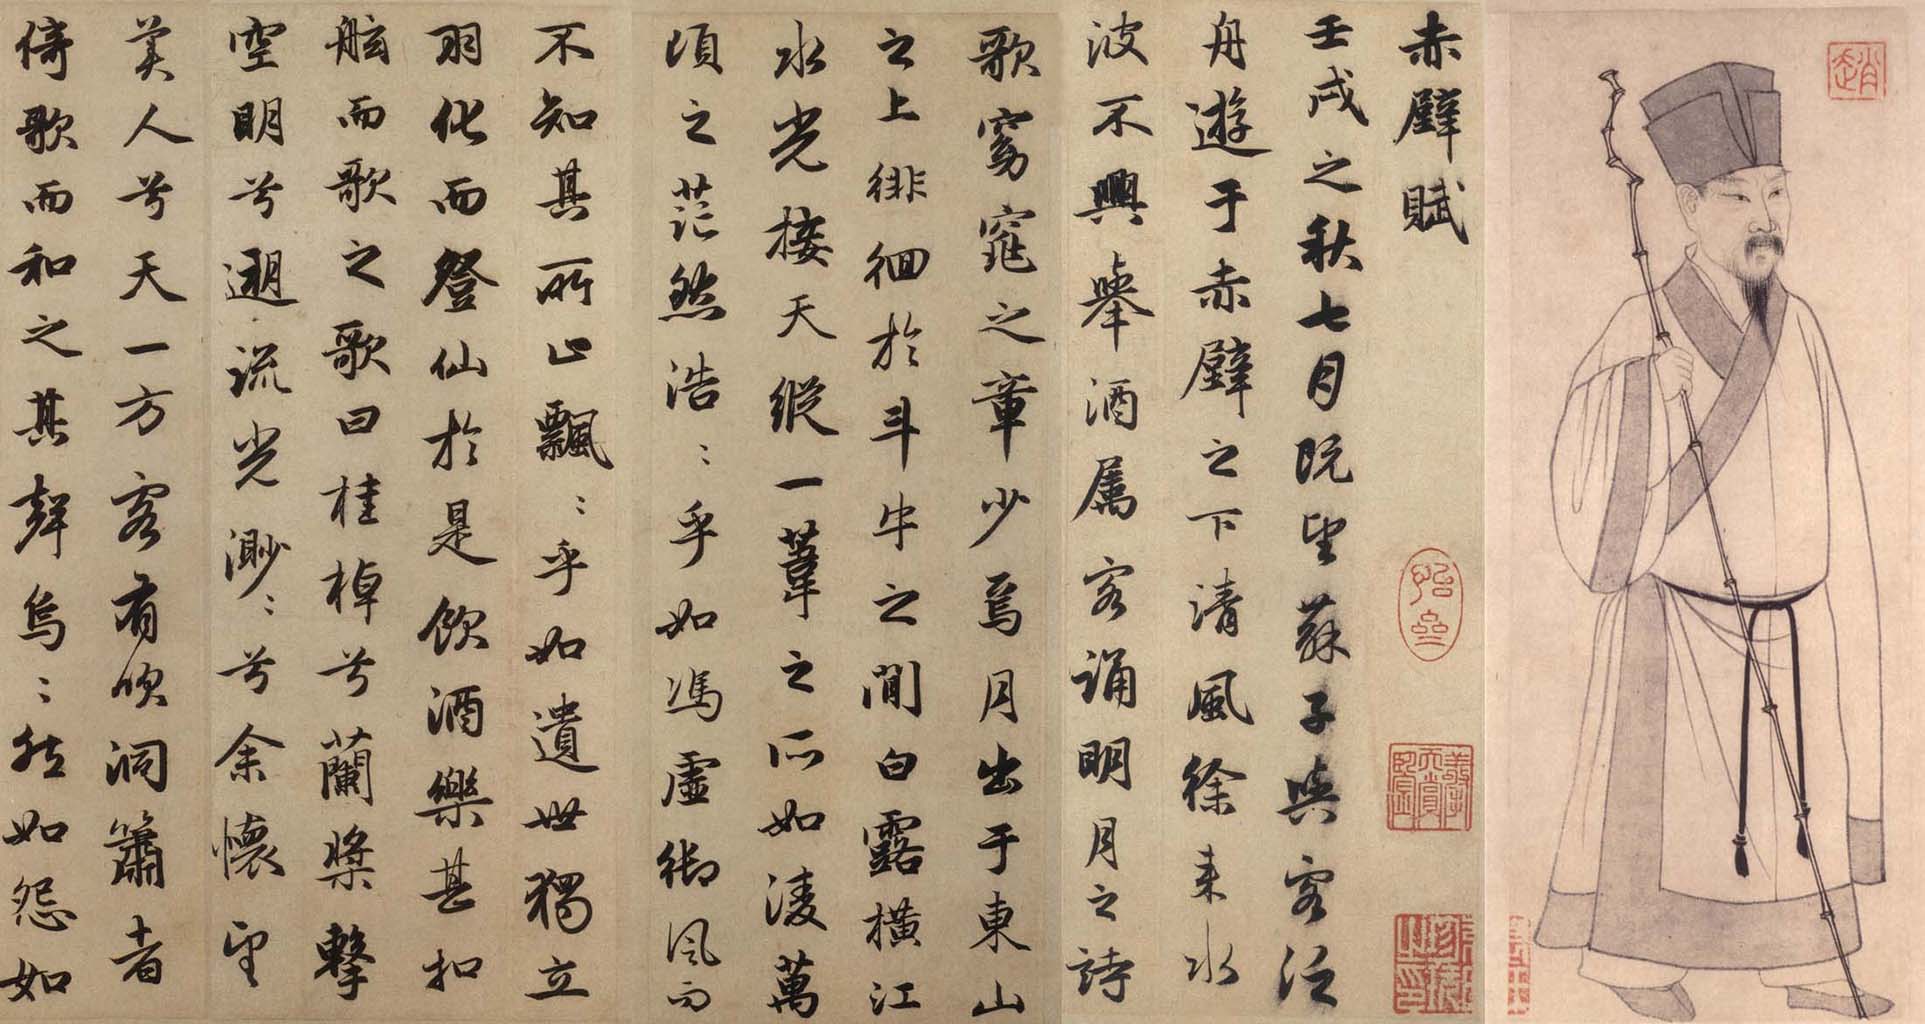 趙
赤壁賦
壬戌之秋七月既望蘇子與客泛
舟遊于赤壁之下清風徐来水
波不興舉酒屬客誦明月之詩
歌窈窕之章少焉月出于東山
之上徘徊於斗牛之間白露橫江
水光接天縱一葦之所如淩萬
頃之茫然浩〻乎如馮虛御風而
不知其所止飄〻乎如遺世獨立
羽化而登仙於是飲酒樂甚扣
舷而歌之歌曰桂棹兮蘭槳擊
空明兮遡流光渺〻兮余懷望
美人兮天一方客有吹洞簫者
倚歌而和之其聲烏〻然如怨如